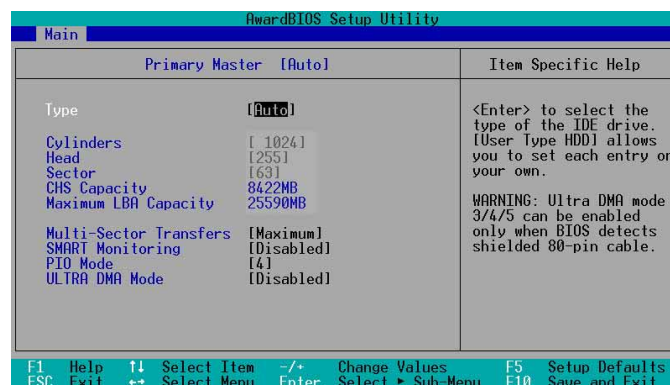 AwardBIOS Setup Utility
Main
Primary Master [Auto]
Item Specific Help
Type [Auto]
Cylinders [ 1024]
Head [255]
Sector [63]
CHS Capacity 8422MB
Maximum LBA Capacity 25590MB
Multi-Sector Transfers [Maximum]
SMART Monitoring [Disabled]
PIO Mode [4]
ULTRA DMA Mode [Disabled]
<Enter> to select the
type of the IDE drive.
[User Type HDD] allows
you to set each entry on
your own.
WARNING: Ultra DMA mode
3/4/5 can be enabled
only when BIOS detects
shielded 80-pin cable.
F1 Help ↑↓ Select Item -/+ Change Values F5 Setup Defaults
ESC Exit ←→ Select Menu Enter Select ► Sub-Menu F10 Save and Exit